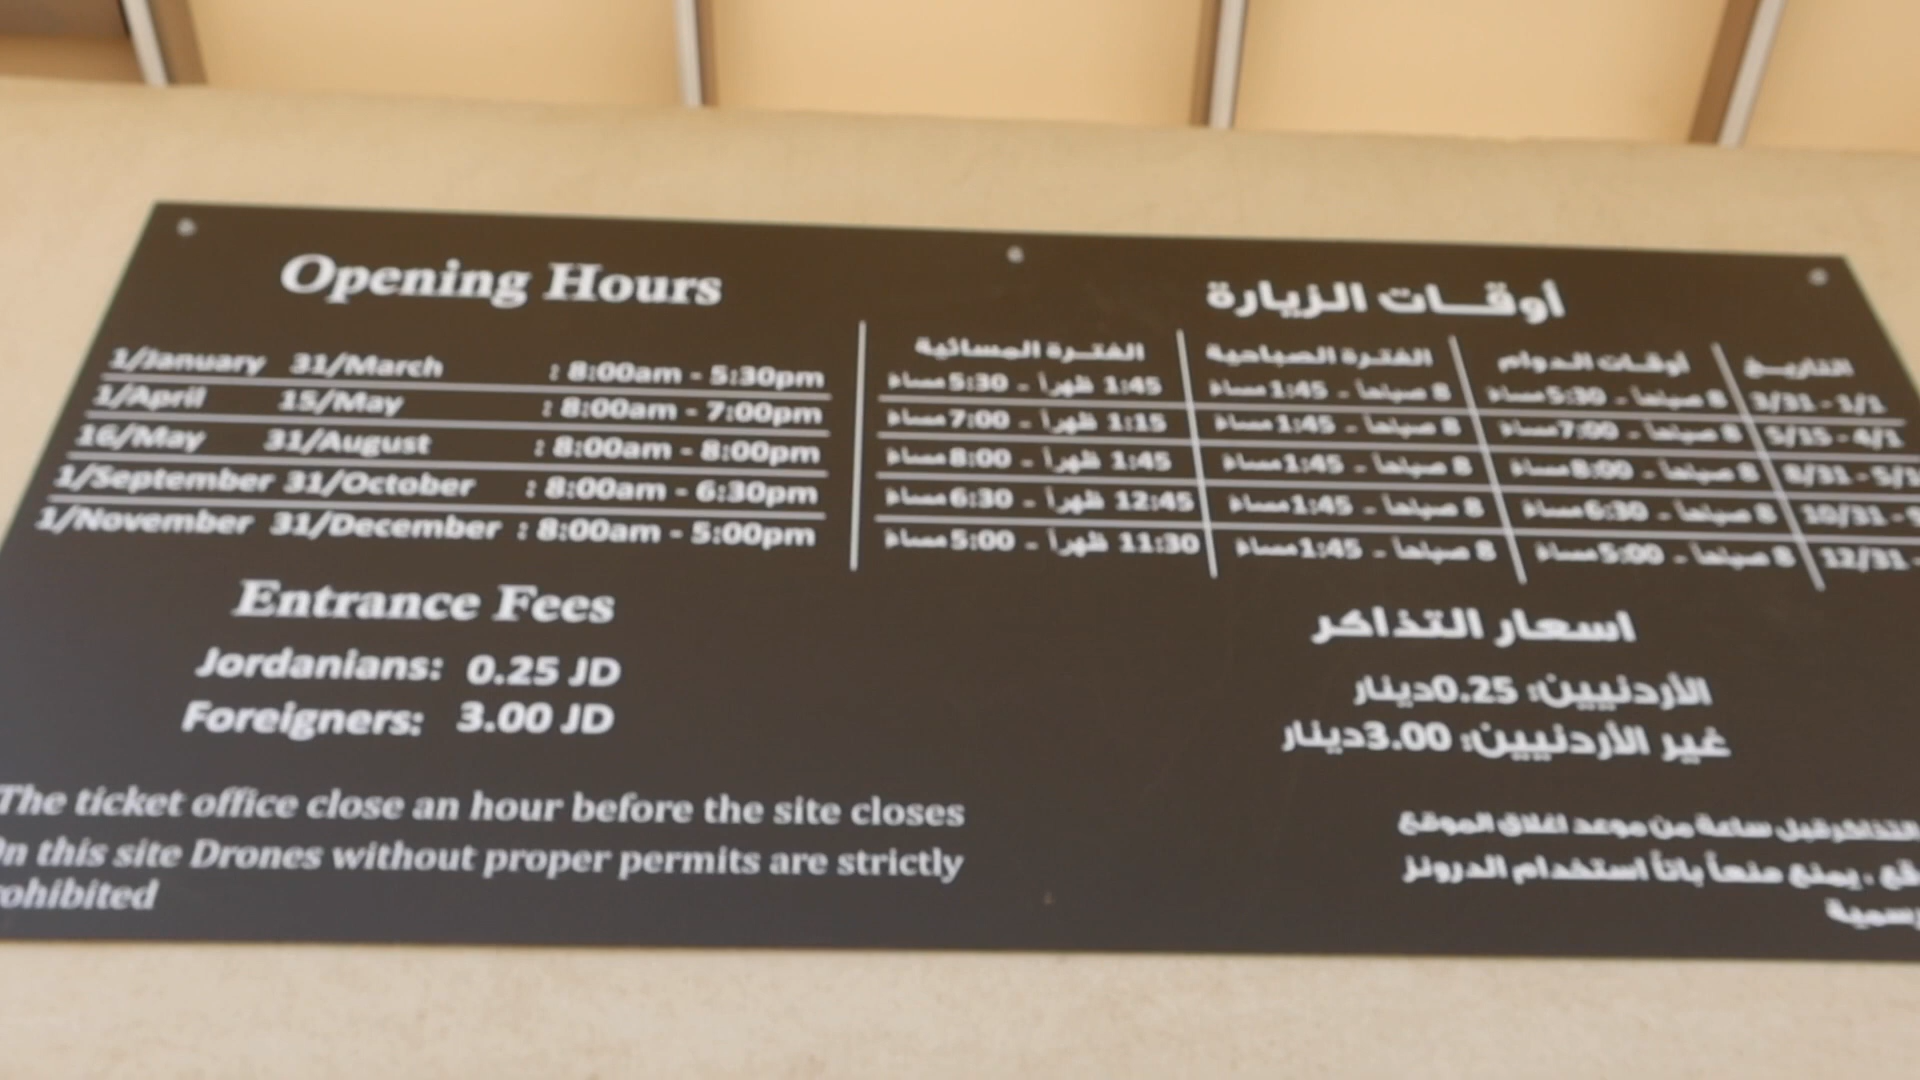 Opening Hours
1/January 31/March : 8:00am - 5:30pm
1/April 15/May : 8:00am - 7:00pm
16/May 31/August : 8:00am - 8:00pm
1/September 31/October : 8:00am - 6:30pm
1/November 31/December : 8:00am - 5:00pm
Entrance Fees
Jordanians: 0.25 JD
Foreigners: 3.00 JD
The ticket office close an hour before the site closes
On this site Drones without proper permits are strictly
rohibited
أوقات الزيارة
التاريخ أوقات الدوام الفترة الصباحية الفترة المسائية
3/31 - 1/1 8 صباحاً - 5:30 مساءً 8 صباحاً - 1:45 مساءً 1:45 ظهراً - 5:30 مساءً
5/15 - 4/1 8 صباحاً - 7:00 مساءً 8 صباحاً - 1:45 مساءً 1:15 ظهراً - 7:00 مساءً
8/31 - 5/1 8 صباحاً - 8:00 مساءً 8 صباحاً - 1:45 مساءً 1:45 ظهراً - 8:00 مساءً
10/31 - 8 صباحاً - 6:30 مساءً 8 صباحاً - 1:45 مساءً 12:45 ظهراً - 6:30 مساءً
12/31 - 8 صباحاً - 5:00 مساءً 8 صباحاً - 1:45 مساءً 11:30 ظهراً - 5:00 مساءً
اسعار التذاكر
الأردنيين: 0.25 دينار
غير الأردنيين: 3.00 دينار
التذاكر قبل ساعة من موعد اغلاق الموقع
قع ، يمنع منعاً باتاً استخدام الدرونز
رسمية